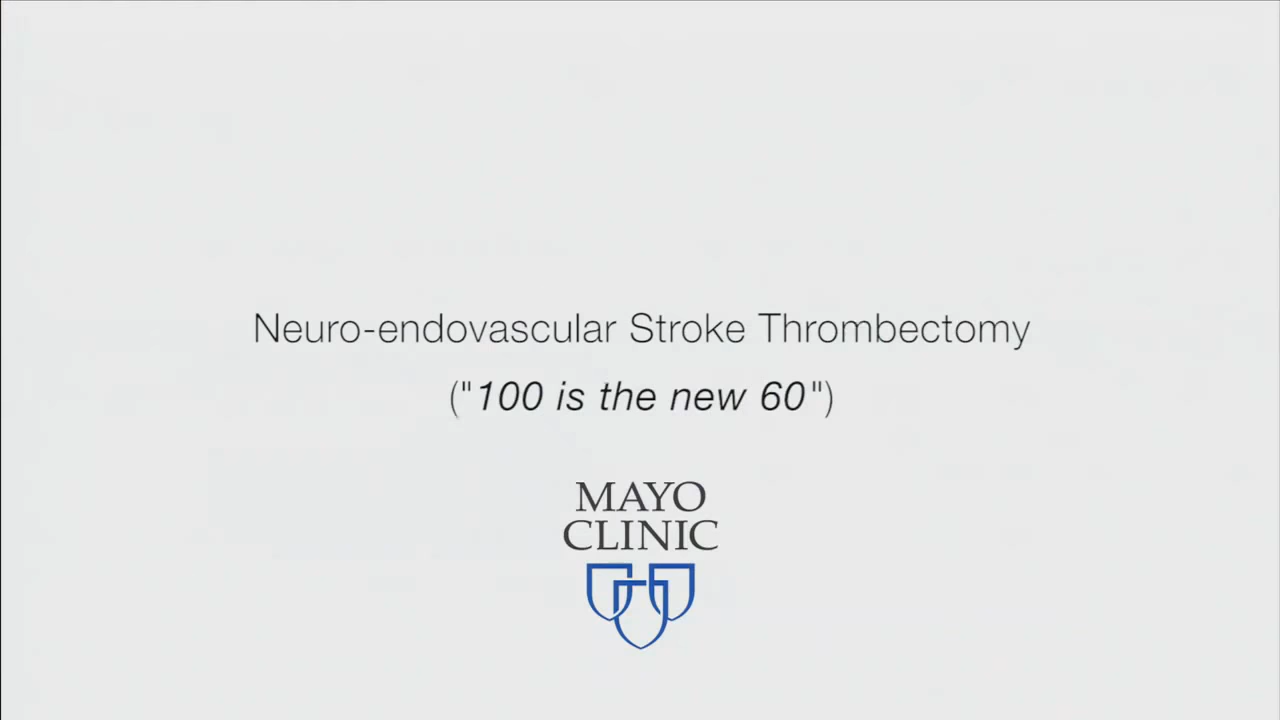 Neuro-endovascular Stroke Thrombectomy
("100 is the new 60")
MAYO
CLINIC